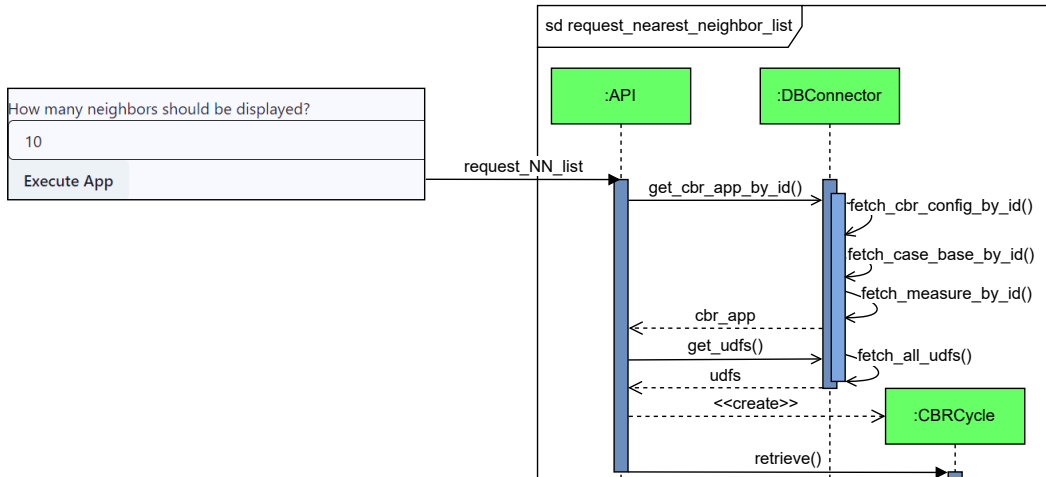 sd request_nearest_neighbor_list
:API
:DBConnector
How many neighbors should be displayed?
10
Execute App
request_NN_list
get_cbr_app_by_id()
fetch_cbr_config_by_id()
fetch_case_base_by_id()
fetch_measure_by_id()
cbr_app
get_udfs()
fetch_all_udfs()
udfs
<<create>>
:CBRCycle
retrieve()